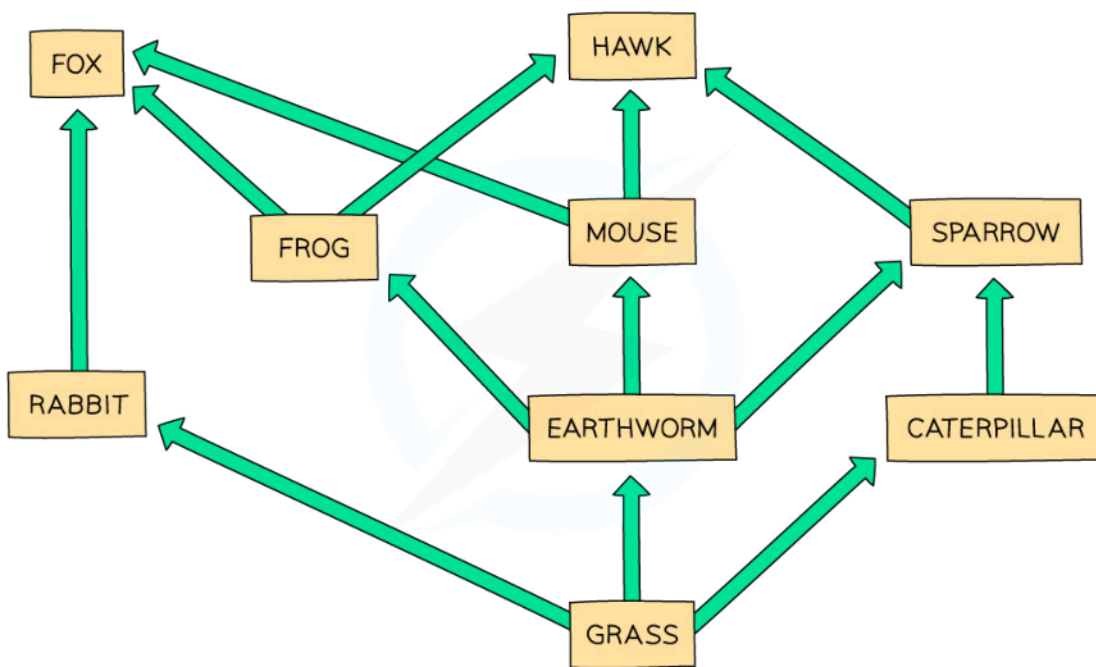 FOX
HAWK
FROG
MOUSE
SPARROW
RABBIT
EARTHWORM
CATERPILLAR
GRASS